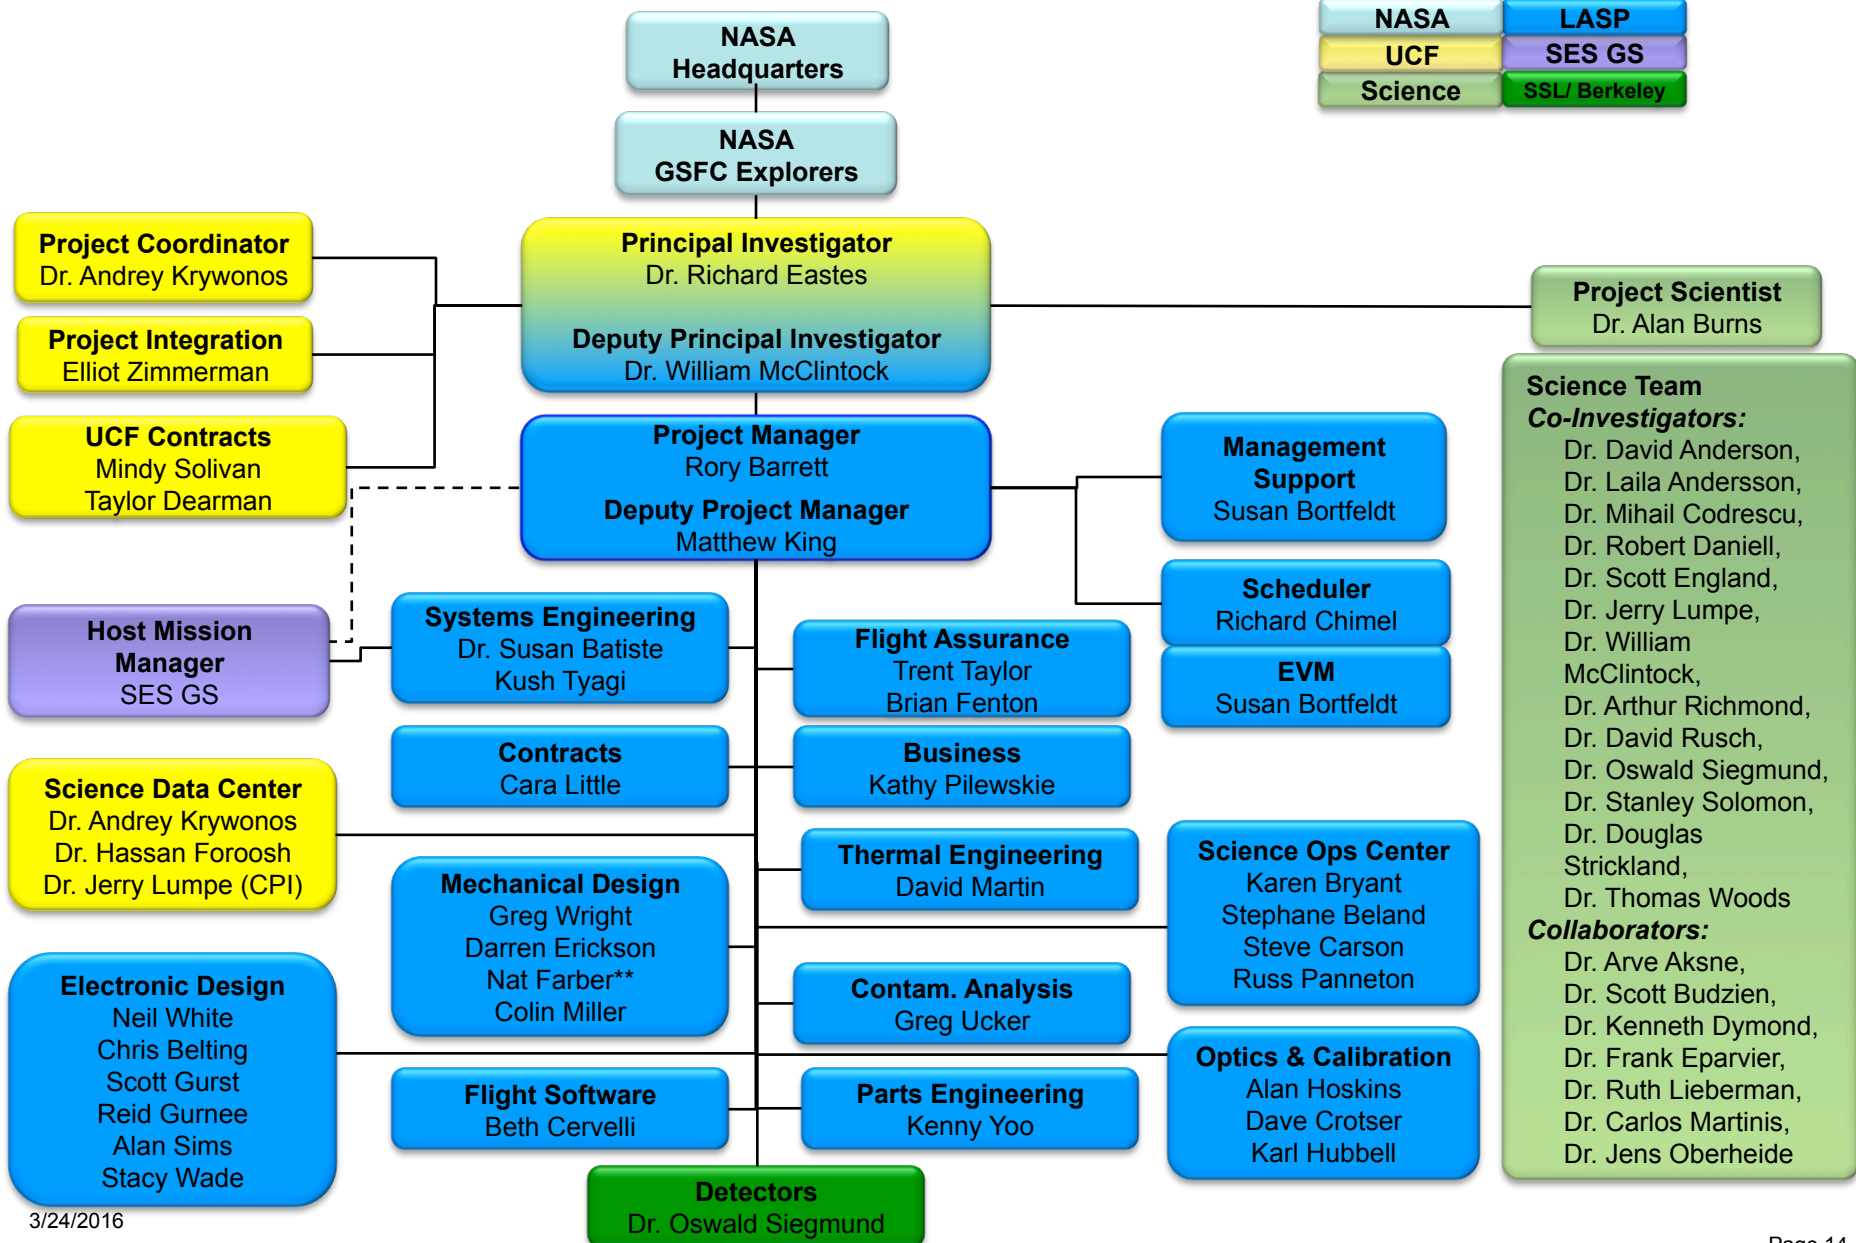 NASA
LASP
UCF
SES GS
Science
SSL/ Berkeley
NASA
Headquarters
NASA
GSFC Explorers
Project Coordinator
Dr. Andrey Krywonos
Project Integration
Elliot Zimmerman
UCF Contracts
Mindy Solivan
Taylor Dearman
Principal Investigator
Dr. Richard Eastes
Deputy Principal Investigator
Dr. William McClintock
Project Scientist
Dr. Alan Burns
Project Manager
Rory Barrett
Deputy Project Manager
Matthew King
Management
Support
Susan Bortfeldt
Scheduler
Richard Chimel
EVM
Susan Bortfeldt
Host Mission
Manager
SES GS
Systems Engineering
Dr. Susan Batiste
Kush Tyagi
Flight Assurance
Trent Taylor
Brian Fenton
Contracts
Cara Little
Business
Kathy Pilewskie
Science Data Center
Dr. Andrey Krywonos
Dr. Hassan Foroosh
Dr. Jerry Lumpe (CPI)
Mechanical Design
Greg Wright
Darren Erickson
Nat Farber**
Colin Miller
Thermal Engineering
David Martin
Science Ops Center
Karen Bryant
Stephane Beland
Steve Carson
Russ Panneton
Electronic Design
Neil White
Chris Belting
Scott Gurst
Reid Gurnee
Alan Sims
Stacy Wade
Contam. Analysis
Greg Ucker
Flight Software
Beth Cervelli
Parts Engineering
Kenny Yoo
Optics & Calibration
Alan Hoskins
Dave Crotser
Karl Hubbell
Detectors
Dr. Oswald Siegmund
Science Team
Co-Investigators:
Dr. David Anderson,
Dr. Laila Andersson,
Dr. Mihail Codrescu,
Dr. Robert Daniell,
Dr. Scott England,
Dr. Jerry Lumpe,
Dr. William
McClintock,
Dr. Arthur Richmond,
Dr. David Rusch,
Dr. Oswald Siegmund,
Dr. Stanley Solomon,
Dr. Douglas
Strickland,
Dr. Thomas Woods
Collaborators:
Dr. Arve Aksne,
Dr. Scott Budzien,
Dr. Kenneth Dymond,
Dr. Frank Eparvier,
Dr. Ruth Lieberman,
Dr. Carlos Martinis,
Dr. Jens Oberheide
3/24/2016
Page 14